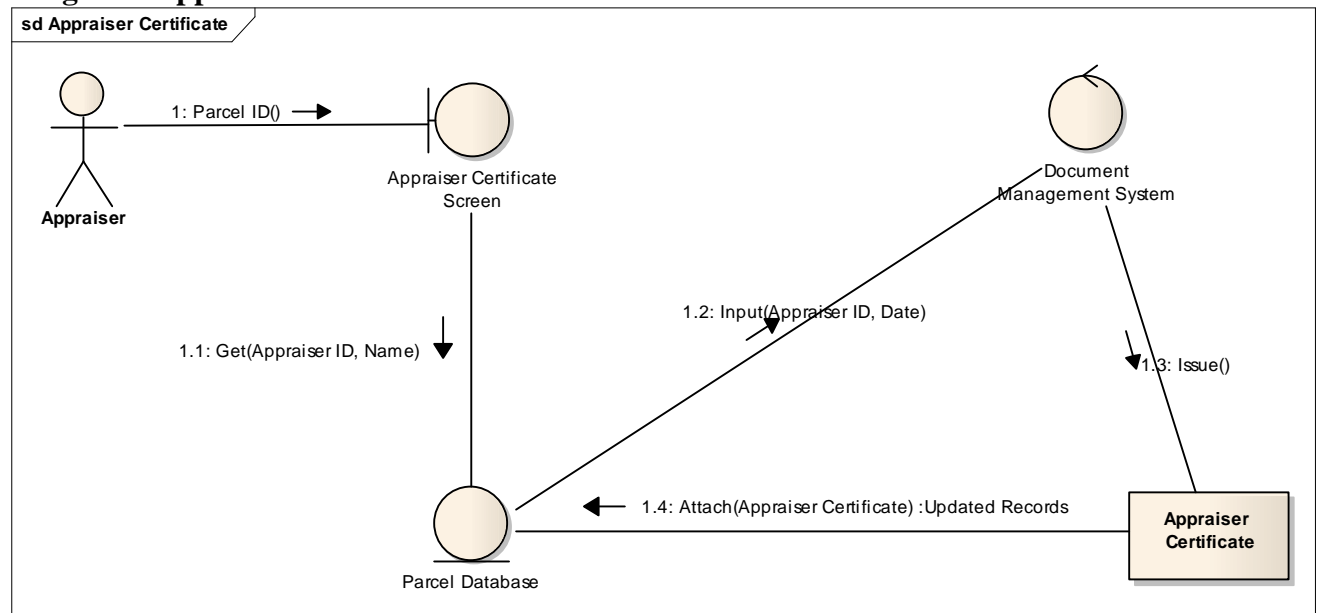 sd Appraiser Certificate
1: Parcel ID()
Appraiser
Appraiser Certificate
Screen
Document
Management System
1.2: Input(Appraiser ID, Date)
1.1: Get(Appraiser ID, Name)
1.3: Issue()
1.4: Attach(Appraiser Certificate) :Updated Records
Appraiser
Certificate
Parcel Database